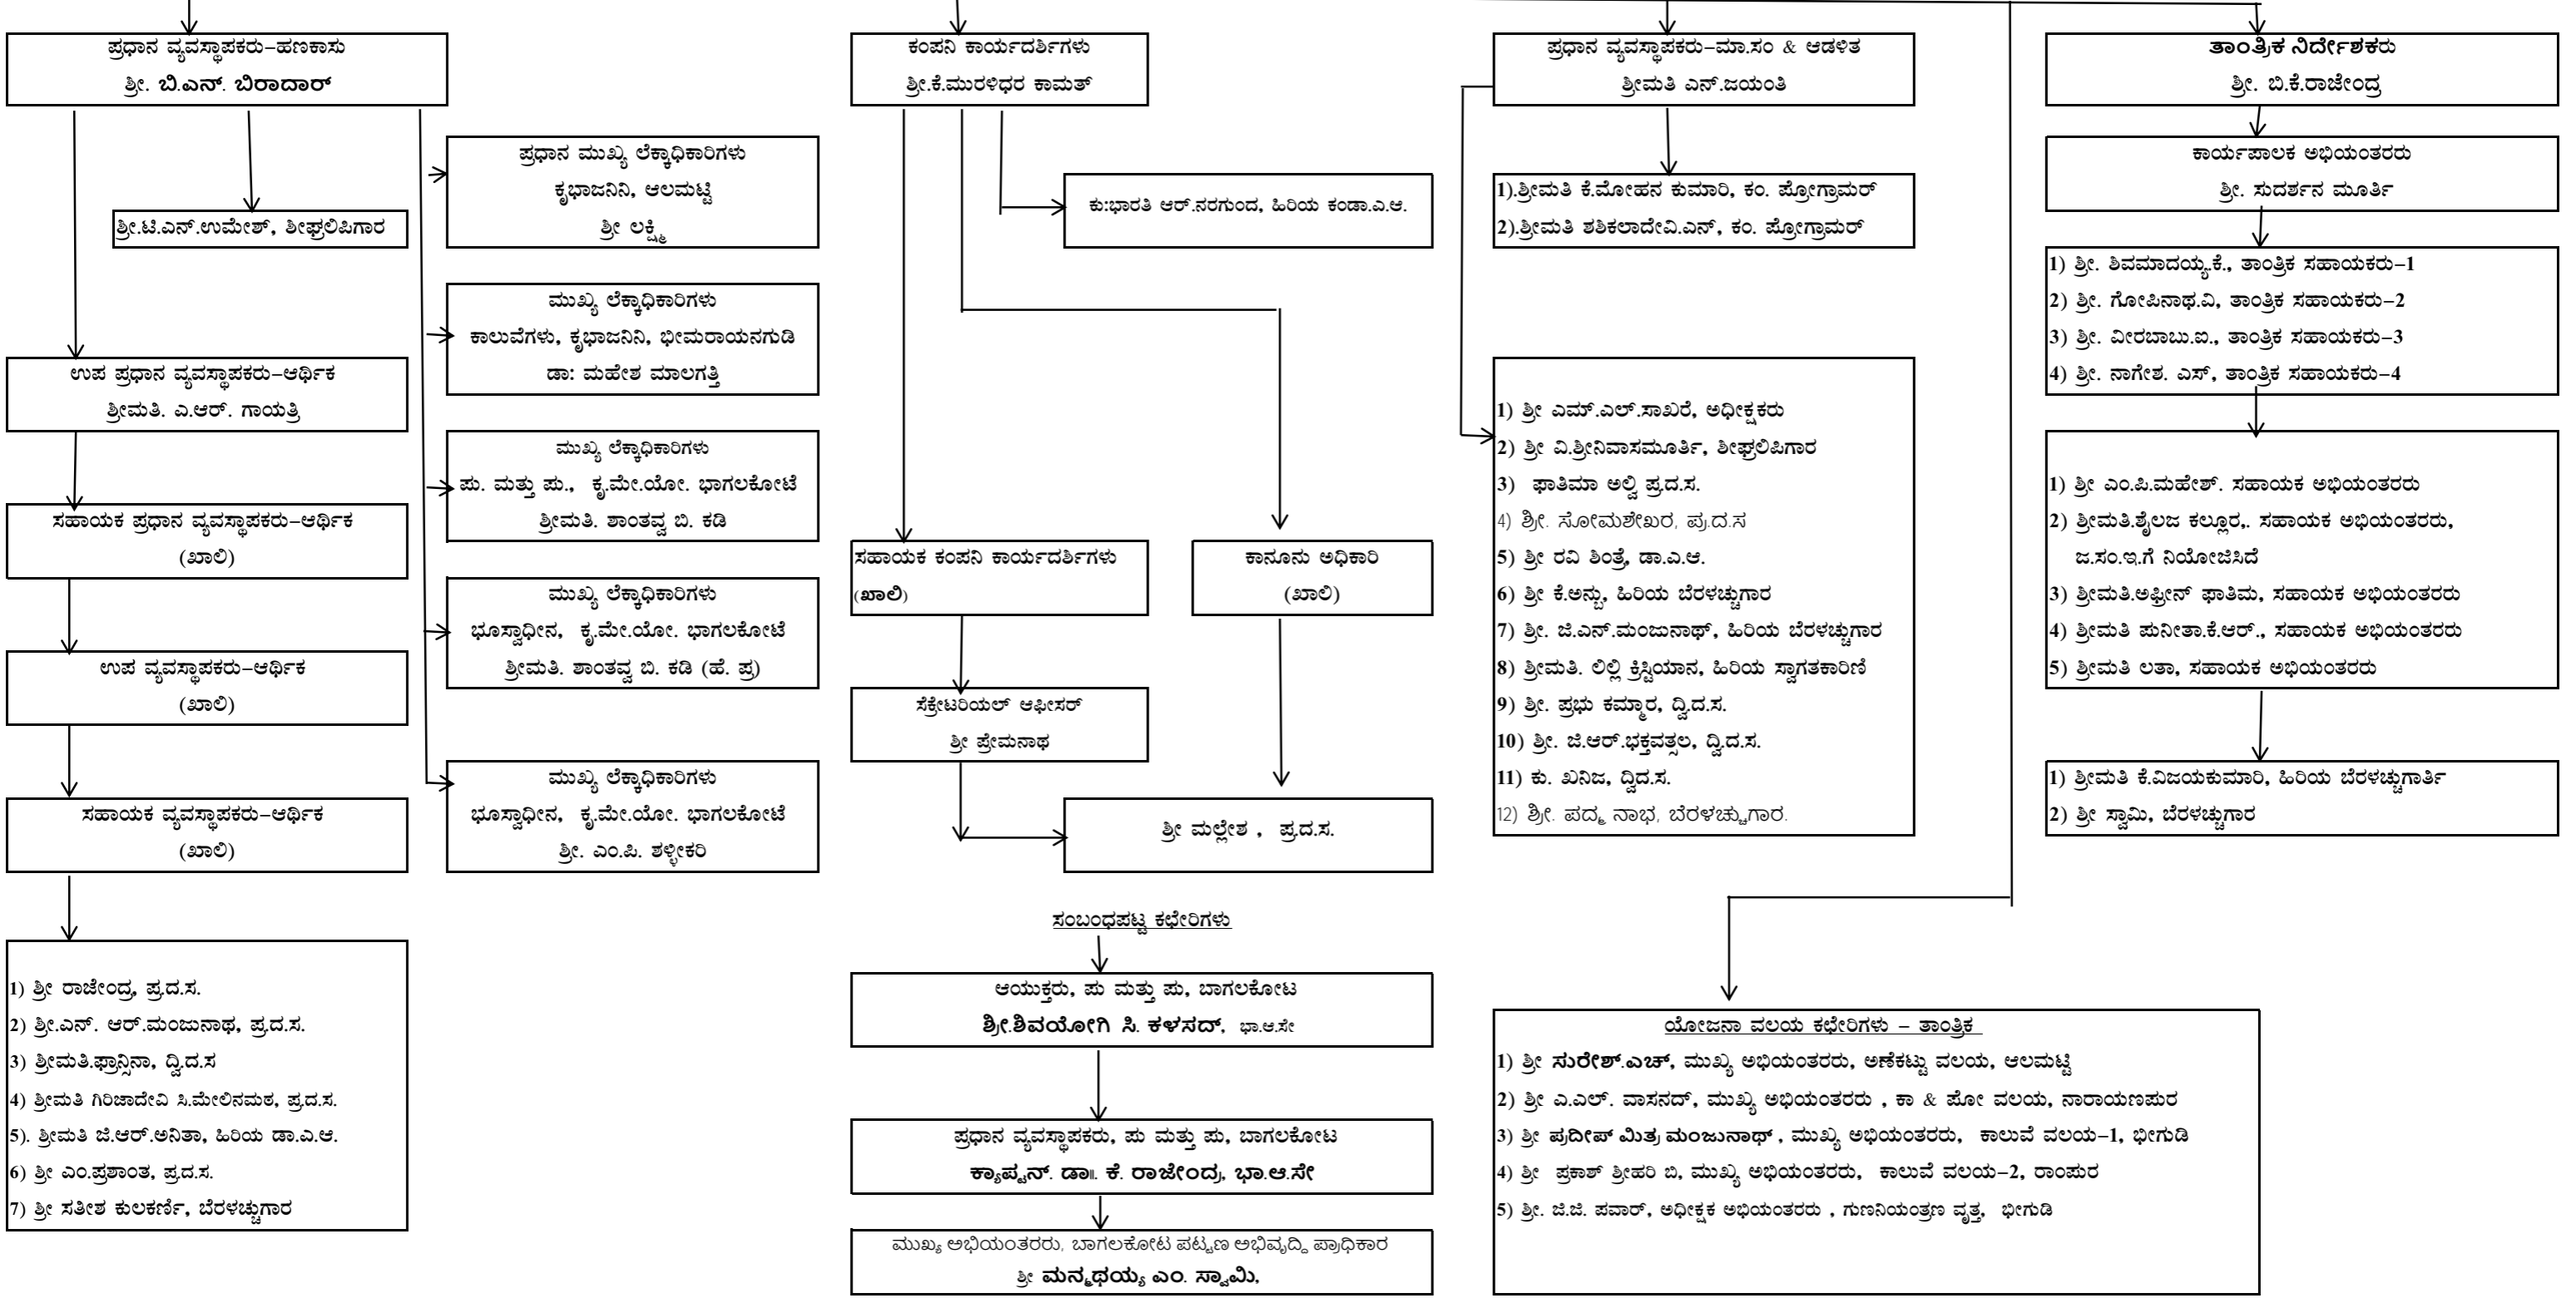 ಪ್ರಧಾನ ವ್ಯವಸ್ಥಾಪಕರು–ಹಣಕಾಸು
ಶ್ರೀ. ಬಿ.ಎನ್. ಬಿರಾದಾರ್
ಶ್ರೀ.ಟಿ.ಎನ್.ಉಮೇಶ್, ಶೀಘ್ರಲಿಪಿಗಾರ
ಉಪ ಪ್ರಧಾನ ವ್ಯವಸ್ಥಾಪಕರು–ಆರ್ಥಿಕ
ಶ್ರೀಮತಿ. ಎ.ಆರ್. ಗಾಯತ್ರಿ
ಸಹಾಯಕ ಪ್ರಧಾನ ವ್ಯವಸ್ಥಾಪಕರು–ಆರ್ಥಿಕ
(ಖಾಲಿ)
ಉಪ ವ್ಯವಸ್ಥಾಪಕರು–ಆರ್ಥಿಕ
(ಖಾಲಿ)
ಸಹಾಯಕ ವ್ಯವಸ್ಥಾಪಕರು–ಆರ್ಥಿಕ
(ಖಾಲಿ)
1) ಶ್ರೀ ರಾಜೇಂದ್ರ, ಪ್ರ.ದ.ಸ.
2) ಶ್ರೀ.ಎನ್. ಆರ್.ಮಂಜುನಾಥ, ಪ್ರ.ದ.ಸ.
3) ಶ್ರೀಮತಿ.ಫ್ರಾನ್ಸಿನಾ, ದ್ವಿ.ದ.ಸ
4) ಶ್ರೀಮತಿ ಗಿರಿಜಾದೇವಿ ಸಿ.ಮೇಲಿನಮಠ, ಪ್ರ.ದ.ಸ.
5). ಶ್ರೀಮತಿ ಜಿ.ಆರ್.ಅನಿತಾ, ಹಿರಿಯ ಡಾ.ಎ.ಆ.
6) ಶ್ರೀ ಎಂ.ಪ್ರಶಾಂತ, ಪ್ರ.ದ.ಸ.
7) ಶ್ರೀ ಸತೀಶ ಕುಲಕರ್ಣಿ, ಬೆರಳಚ್ಚುಗಾರ
ಪ್ರಧಾನ ಮುಖ್ಯ ಲೆಕ್ಕಾಧಿಕಾರಿಗಳು
ಕೃಭಾಜನಿನಿ, ಆಲಮಟ್ಟಿ
ಶ್ರೀ ಲಕ್ಷ್ಮಿ
ಮುಖ್ಯ ಲೆಕ್ಕಾಧಿಕಾರಿಗಳು
ಕಾಲುವೆಗಳು, ಕೃಭಾಜನಿನಿ, ಭೀಮರಾಯನಗುಡಿ
ಡಾ: ಮಹೇಶ ಮಾಲಗತ್ತಿ
ಮುಖ್ಯ ಲೆಕ್ಕಾಧಿಕಾರಿಗಳು
ಪು. ಮತ್ತು ಪು., ಕೃ.ಮೇ.ಯೋ. ಭಾಗಲಕೋಟೆ
ಶ್ರೀಮತಿ. ಶಾಂತವ್ವ ಬಿ. ಕಡಿ
ಮುಖ್ಯ ಲೆಕ್ಕಾಧಿಕಾರಿಗಳು
ಭೂಸ್ವಾಧೀನ, ಕೃ.ಮೇ.ಯೋ. ಭಾಗಲಕೋಟೆ
ಶ್ರೀಮತಿ. ಶಾಂತವ್ವ ಬಿ. ಕಡಿ (ಹೆ. ಪ್ರ)
ಮುಖ್ಯ ಲೆಕ್ಕಾಧಿಕಾರಿಗಳು
ಭೂಸ್ವಾಧೀನ, ಕೃ.ಮೇ.ಯೋ. ಭಾಗಲಕೋಟೆ
ಶ್ರೀ. ಎಂ.ಪಿ. ಶಳ್ಳೀಕರಿ
ಕಂಪನಿ ಕಾರ್ಯದರ್ಶಿಗಳು
ಶ್ರೀ.ಕೆ.ಮುರಳಿಧರ ಕಾಮತ್
ಕು:ಭಾರತಿ ಆರ್.ನರಗುಂದ, ಹಿರಿಯ ಕಂಡಾ.ಎ.ಆ.
ಸಹಾಯಕ ಕಂಪನಿ ಕಾರ್ಯದರ್ಶಿಗಳು
(ಖಾಲಿ)
ಕಾನೂನು ಅಧಿಕಾರಿ
(ಖಾಲಿ)
ಸೆಕ್ರೇಟರಿಯಲ್ ಆಫೀಸರ್
ಶ್ರೀ ಪ್ರೇಮನಾಥ
ಶ್ರೀ ಮಲ್ಲೇಶ , ಪ್ರ.ದ.ಸ.
ಸಂಬಂಧಪಟ್ಟ ಕಛೇರಿಗಳು
ಆಯುಕ್ತರು, ಪು ಮತ್ತು ಪು, ಬಾಗಲಕೋಟ
ಶ್ರೀ.ಶಿವಯೋಗಿ ಸಿ. ಕಳಸದ್, ಭಾ.ಆ.ಸೇ
ಪ್ರಧಾನ ವ್ಯವಸ್ಥಾಪಕರು, ಪು ಮತ್ತು ಪು, ಬಾಗಲಕೋಟ
ಕ್ಯಾಪ್ಟನ್. ಡಾ॥. ಕೆ. ರಾಜೇಂದ್ರ, ಭಾ.ಆ.ಸೇ
ಮುಖ್ಯ ಅಭಿಯಂತರರು, ಬಾಗಲಕೋಟ ಪಟ್ಟಣ ಅಭಿವೃದ್ಧಿ ಪ್ರಾಧಿಕಾರ
ಶ್ರೀ ಮನ್ಮಥಯ್ಯ ಎಂ. ಸ್ವಾಮಿ,
ಪ್ರಧಾನ ವ್ಯವಸ್ಥಾಪಕರು–ಮಾ.ಸಂ & ಆಡಳಿತ
ಶ್ರೀಮತಿ ಎನ್.ಜಯಂತಿ
1).ಶ್ರೀಮತಿ ಕೆ.ಮೋಹನ ಕುಮಾರಿ, ಕಂ. ಪ್ರೋಗ್ರಾಮರ್
2).ಶ್ರೀಮತಿ ಶಶಿಕಲಾದೇವಿ.ಎನ್, ಕಂ. ಪ್ರೋಗ್ರಾಮರ್
1) ಶ್ರೀ ಎಮ್.ಎಲ್.ಸಾಖರೆ, ಅಧೀಕ್ಷಕರು
2) ಶ್ರೀ ವಿ.ಶ್ರೀನಿವಾಸಮೂರ್ತಿ, ಶೀಘ್ರಲಿಪಿಗಾರ
3) ಫಾತಿಮಾ ಅಲ್ವಿ ಪ್ರ.ದ.ಸ.
4) ಶ್ರೀ. ಸೋಮಶೇಖರ, ಪ್ರ.ದ.ಸ
5) ಶ್ರೀ ರವಿ ಶಿಂತ್ರೆ, ಡಾ.ಎ.ಆ.
6) ಶ್ರೀ ಕೆ.ಅನ್ಬು, ಹಿರಿಯ ಬೆರಳಚ್ಚುಗಾರ
7) ಶ್ರೀ. ಜಿ.ಎನ್.ಮಂಜುನಾಥ್, ಹಿರಿಯ ಬೆರಳಚ್ಚುಗಾರ
8) ಶ್ರೀಮತಿ. ಲಿಲ್ಲಿ ಕ್ರಿಸ್ಟಿಯಾನ, ಹಿರಿಯ ಸ್ವಾಗತಕಾರಿಣಿ
9) ಶ್ರೀ. ಪ್ರಭು ಕಮ್ಮಾರ, ದ್ವಿ.ದ.ಸ.
10) ಶ್ರೀ. ಜಿ.ಆರ್.ಭಕ್ತವತ್ಸಲ, ದ್ವಿ.ದ.ಸ.
11) ಕು. ಖನಿಜ, ದ್ವಿದ.ಸ.
12) ಶ್ರೀ. ಪದ್ಮ ನಾಭ, ಬೆರಳಚ್ಚುಗಾರ.
ತಾಂತ್ರಿಕ ನಿರ್ದೇಶಕರು
ಶ್ರೀ. ಬಿ.ಕೆ.ರಾಜೇಂದ್ರ
ಕಾರ್ಯಪಾಲಕ ಅಭಿಯಂತರರು
ಶ್ರೀ. ಸುದರ್ಶನ ಮೂರ್ತಿ
1) ಶ್ರೀ. ಶಿವಮಾದಯ್ಯ.ಕೆ., ತಾಂತ್ರಿಕ ಸಹಾಯಕರು–1
2) ಶ್ರೀ. ಗೋಪಿನಾಥ.ವಿ, ತಾಂತ್ರಿಕ ಸಹಾಯಕರು–2
3) ಶ್ರೀ. ವೀರಬಾಬು.ಐ., ತಾಂತ್ರಿಕ ಸಹಾಯಕರು–3
4) ಶ್ರೀ. ನಾಗೇಶ. ಎಸ್, ತಾಂತ್ರಿಕ ಸಹಾಯಕರು–4
1) ಶ್ರೀ ಎಂ.ಪಿ.ಮಹೇಶ್. ಸಹಾಯಕ ಅಭಿಯಂತರರು
2) ಶ್ರೀಮತಿ.ಶೈಲಜ ಕಲ್ಲೂರ,. ಸಹಾಯಕ ಅಭಿಯಂತರರು,
ಜ.ಸಂ.ಇ.ಗೆ ನಿಯೋಜಿಸಿದೆ
3) ಶ್ರೀಮತಿ.ಅಫ್ರೀನ್ ಫಾತಿಮ, ಸಹಾಯಕ ಅಭಿಯಂತರರು
4) ಶ್ರೀಮತಿ ಪುನೀತಾ.ಕೆ.ಆರ್., ಸಹಾಯಕ ಅಭಿಯಂತರರು
5) ಶ್ರೀಮತಿ ಲತಾ, ಸಹಾಯಕ ಅಭಿಯಂತರರು
1) ಶ್ರೀಮತಿ ಕೆ.ವಿಜಯಕುಮಾರಿ, ಹಿರಿಯ ಬೆರಳಚ್ಚುಗಾರ್ತಿ
2) ಶ್ರೀ ಸ್ವಾಮಿ, ಬೆರಳಚ್ಚುಗಾರ
ಯೋಜನಾ ವಲಯ ಕಛೇರಿಗಳು – ತಾಂತ್ರಿಕ
1) ಶ್ರೀ ಸುರೇಶ್.ಎಚ್, ಮುಖ್ಯ ಅಭಿಯಂತರರು, ಅಣೆಕಟ್ಟು ವಲಯ, ಆಲಮಟ್ಟಿ
2) ಶ್ರೀ ಎ.ಎಲ್. ವಾಸನದ್, ಮುಖ್ಯ ಅಭಿಯಂತರರು , ಕಾ & ಪೋ ವಲಯ, ನಾರಾಯಣಪುರ
3) ಶ್ರೀ ಪ್ರದೀಪ್ ಮಿತ್ರ ಮಂಜುನಾಥ್ , ಮುಖ್ಯ ಅಭಿಯಂತರರು, ಕಾಲುವೆ ವಲಯ–1, ಭೀಗುಡಿ
4) ಶ್ರೀ ಪ್ರಕಾಶ್ ಶ್ರೀಹರಿ ಬಿ, ಮುಖ್ಯ ಅಭಿಯಂತರರು, ಕಾಲುವೆ ವಲಯ–2, ರಾಂಪುರ
5) ಶ್ರೀ. ಜಿ.ಜಿ. ಪವಾರ್, ಅಧೀಕ್ಷಕ ಅಭಿಯಂತರರು , ಗುಣನಿಯಂತ್ರಣ ವೃತ್ತ, ಭೀಗುಡಿ